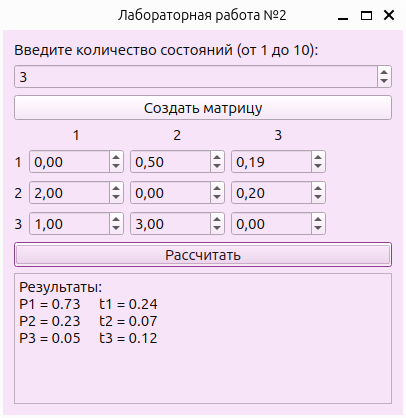 Лабораторная работа №2
Введите количество состояний (от 1 до 10):
3
Создать матрицу
1 2 3
1 0,00 0,50 0,19
2 2,00 0,00 0,20
3 1,00 3,00 0,00
Рассчитать
Результаты:
P1 = 0.73 t1 = 0.24
P2 = 0.23 t2 = 0.07
P3 = 0.05 t3 = 0.12